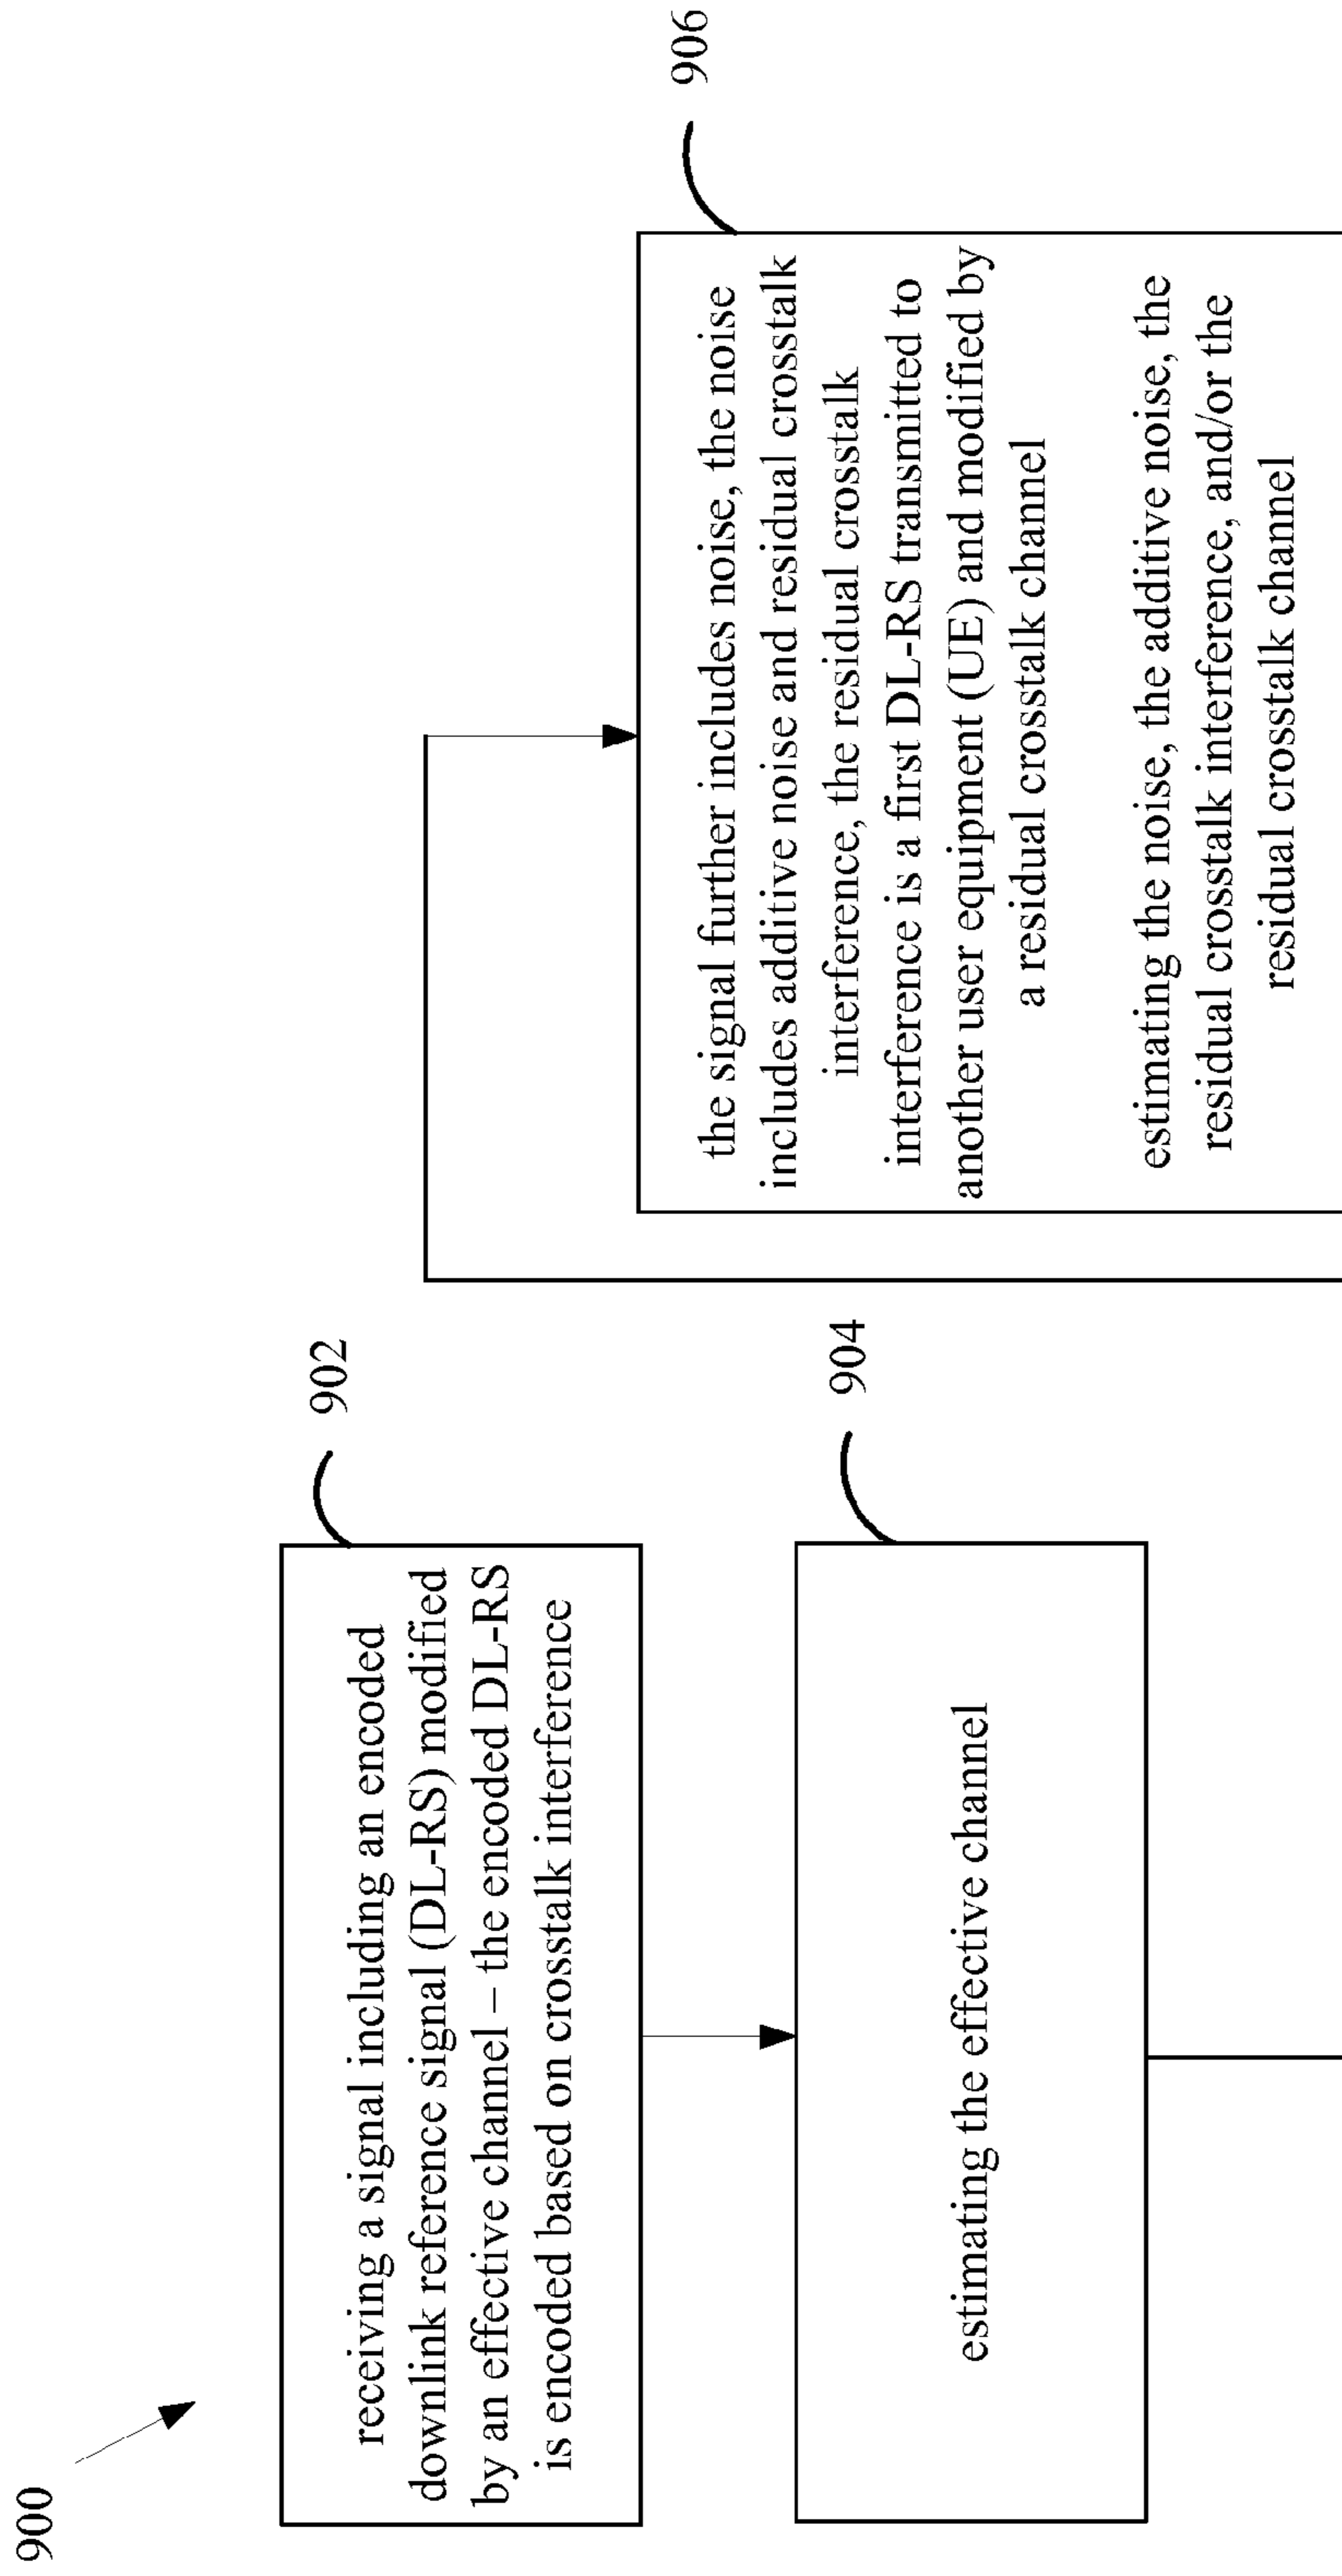 900
902
receiving a signal including an encoded
downlink reference signal (DL-RS) modified
by an effective channel – the encoded DL-RS
is encoded based on crosstalk interference
904
estimating the effective channel
906
the signal further includes noise, the noise
includes additive noise and residual crosstalk
interference, the residual crosstalk
interference is a first DL-RS transmitted to
another user equipment (UE) and modified by
a residual crosstalk channel
estimating the noise, the additive noise, the
residual crosstalk interference, and/or the
residual crosstalk channel